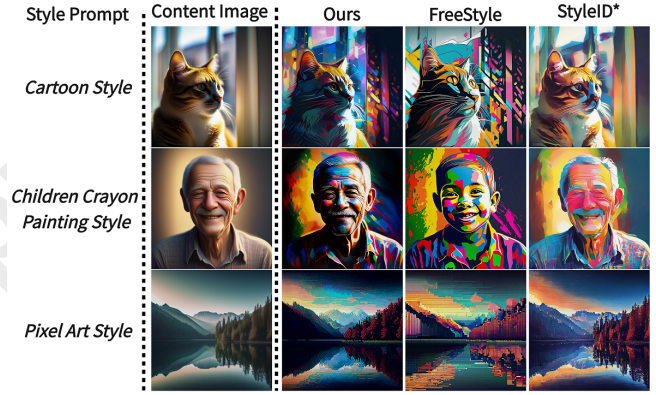 Style Prompt Content Image Ours FreeStyle StyleID*
Cartoon Style
Children Crayon
Painting Style
Pixel Art Style